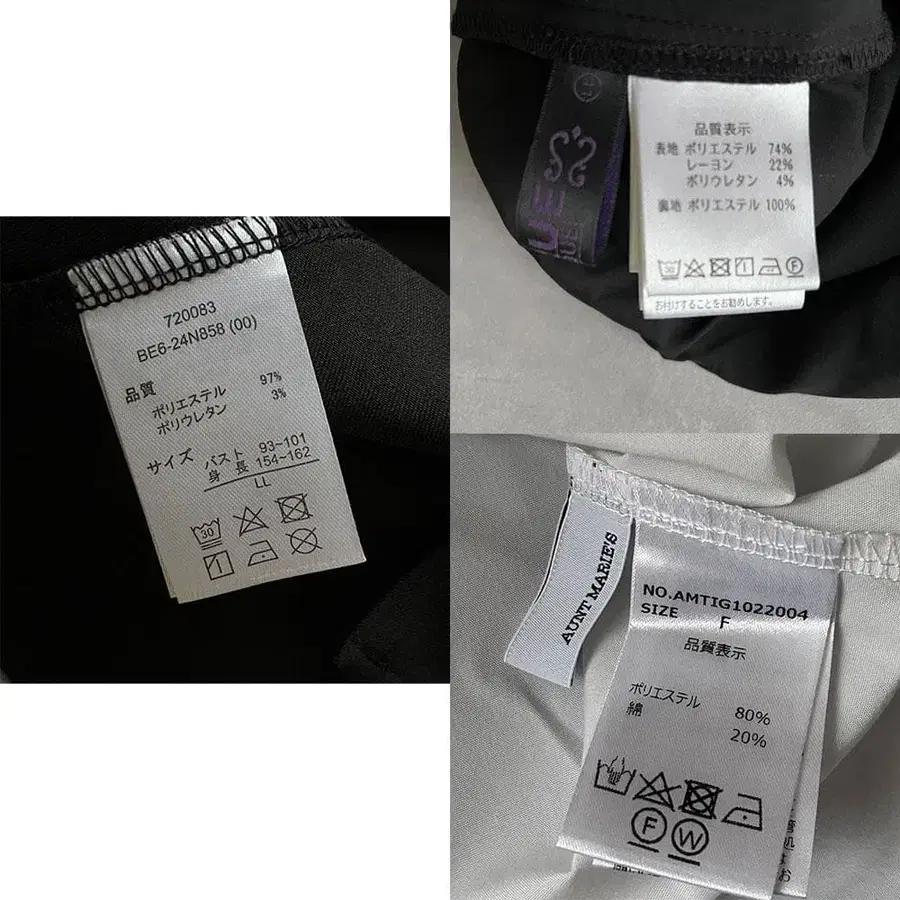 720083
BE6-24N858 (00)
品質
ポリエステル 97%
ポリウレタン 3%
サイズ
バスト 93~101
身長 154~162
LL
30
品質表示
表地 ポリエステル 74%
レーヨン 22%
ポリウレタン 4%
裏地 ポリエステル 100%
30
F
お付けすることをお勧めします。
AUNT MARIE'S
NO.AMTIG1022004
SIZE F
品質表示
ポリエステル 80%
綿 20%
F W